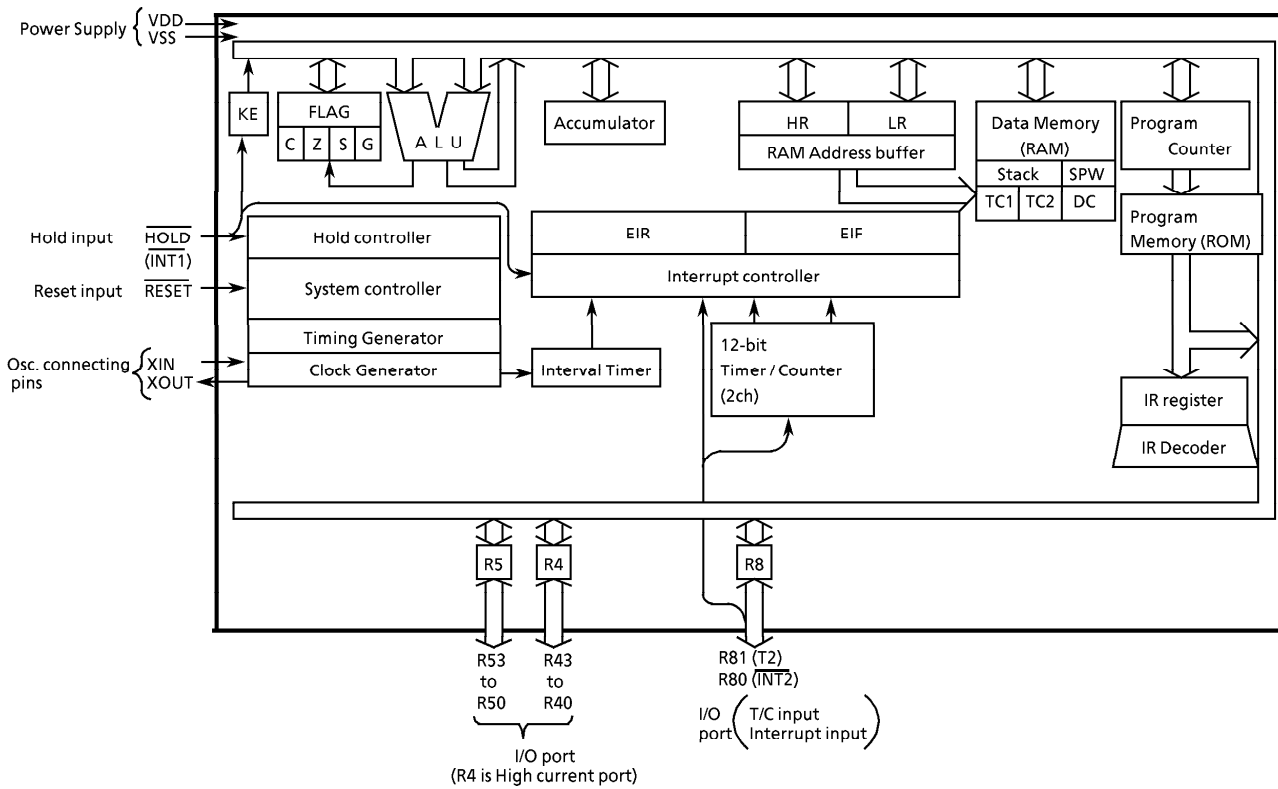 Power Supply
VDD
VSS
KE
FLAG
C Z S G
ALU
Accumulator
HR
LR
RAM Address buffer
Data Memory
(RAM)
Stack
SPW
TC1
TC2
DC
Program
Counter
Program
Memory (ROM)
Hold input
HOLD
(INT1)
Reset input
RESET
Osc. connecting
pins
XIN
XOUT
Hold controller
System controller
Timing Generator
Clock Generator
EIR
EIF
Interrupt controller
Interval Timer
12-bit
Timer / Counter
(2ch)
IR register
IR Decoder
R5
R4
R8
R53
to
R50
R43
to
R40
I/O port
(R4 is High current port)
R81 (T2)
R80 (INT2)
I/O
port
T/C input
Interrupt input